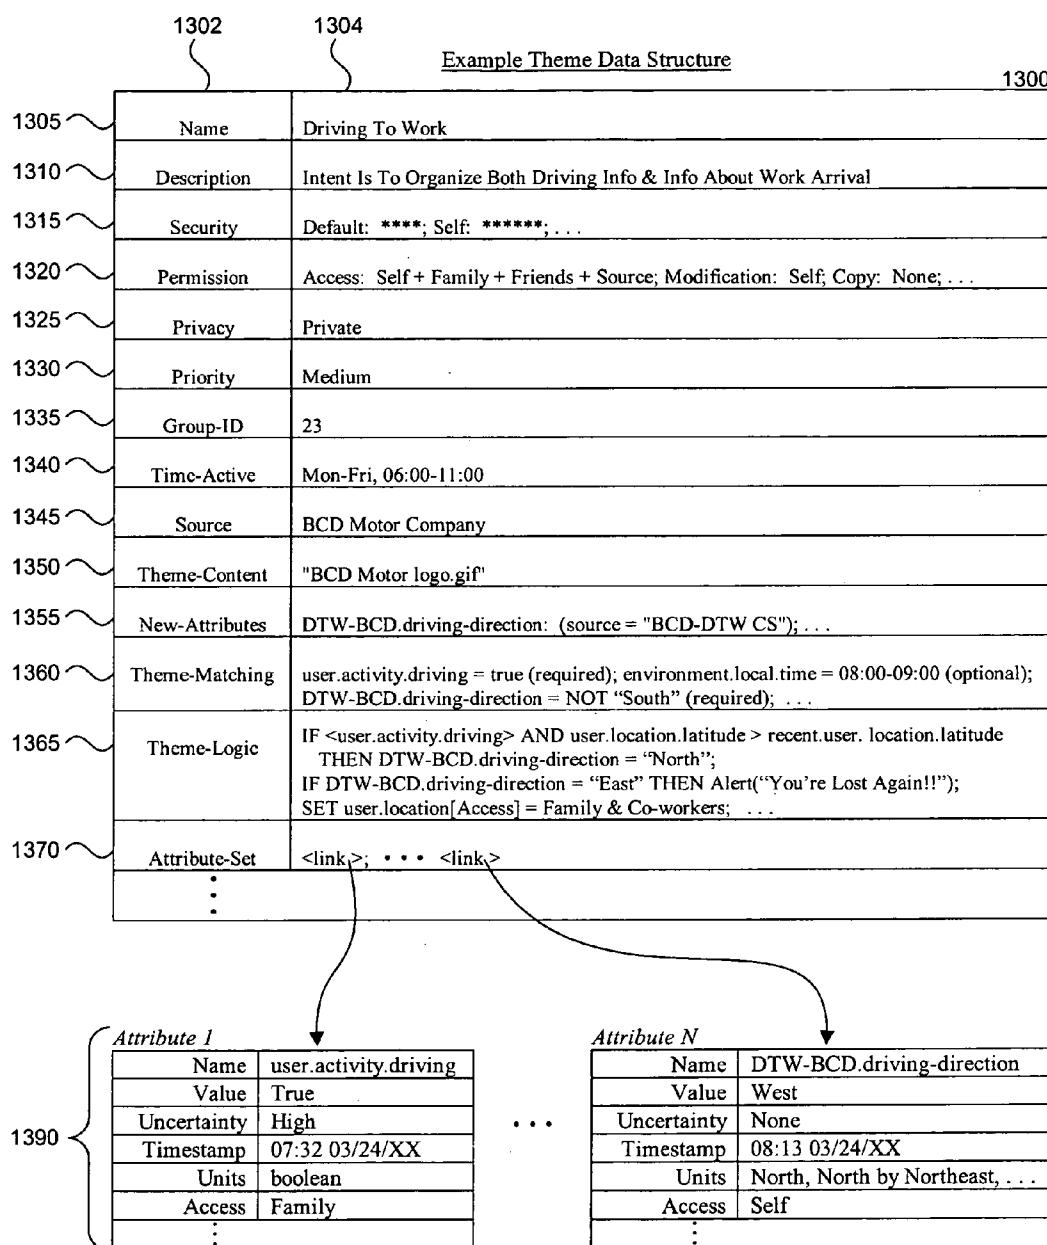 1302 1304
Example Theme Data Structure
1300
1305 Name Driving To Work
1310 Description Intent Is To Organize Both Driving Info & Info About Work Arrival
1315 Security Default: ****; Self: ******; . . .
1320 Permission Access: Self + Family + Friends + Source; Modification: Self; Copy: None; . . .
1325 Privacy Private
1330 Priority Medium
1335 Group-ID 23
1340 Time-Active Mon-Fri, 06:00-11:00
1345 Source BCD Motor Company
1350 Theme-Content "BCD Motor logo.gif"
1355 New-Attributes DTW-BCD.driving-direction: (source = "BCD-DTW CS"); . . .
1360 Theme-Matching user.activity.driving = true (required); environment.local.time = 08:00-09:00 (optional);
DTW-BCD.driving-direction = NOT “South” (required); . . .
1365 Theme-Logic IF <user.activity.driving> AND user.location.latitude > recent.user. location.latitude
THEN DTW-BCD.driving-direction = “North”;
IF DTW-BCD.driving-direction = “East” THEN Alert(“You’re Lost Again!!”);
SET user.location[Access] = Family & Co-workers; . . .
1370 Attribute-Set <link>; • • • <link>
1390
Attribute 1
Name user.activity.driving
Value True
Uncertainty High
Timestamp 07:32 03/24/XX
Units boolean
Access Family
• • •
Attribute N
Name DTW-BCD.driving-direction
Value West
Uncertainty None
Timestamp 08:13 03/24/XX
Units North, North by Northeast, . . .
Access Self